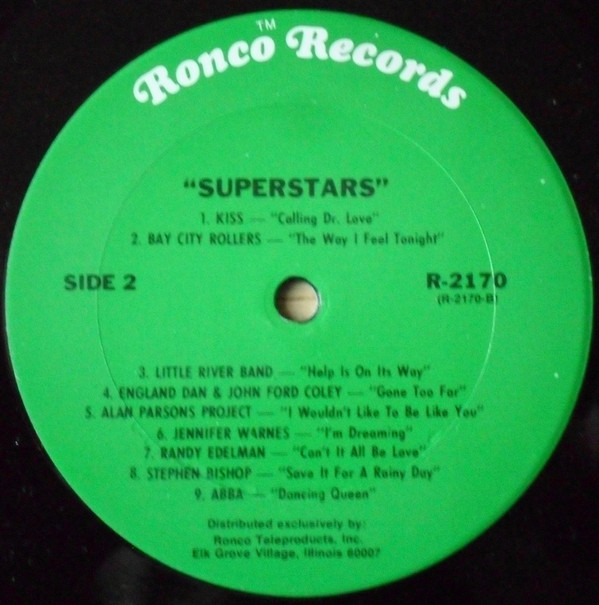 Ronco™ Records
"SUPERSTARS"
1. KISS — "Calling Dr. Love"
2. BAY CITY ROLLERS — "The Way I Feel Tonight"
SIDE 2
R-2170
(R-2170-B)
3. LITTLE RIVER BAND — "Help Is On Its Way"
4. ENGLAND DAN & JOHN FORD COLEY — "Gone Too Far"
5. ALAN PARSONS PROJECT — "I Wouldn't Like To Be Like You"
6. JENNIFER WARNES — "I'm Dreaming"
7. RANDY EDELMAN — "Can't It All Be Love"
8. STEPHEN BISHOP — "Save It For A Rainy Day"
9. ABBA — "Dancing Queen"
Distributed exclusively by:
Ronco Teleproducts, Inc.
Elk Grove Village, Illinois 60007